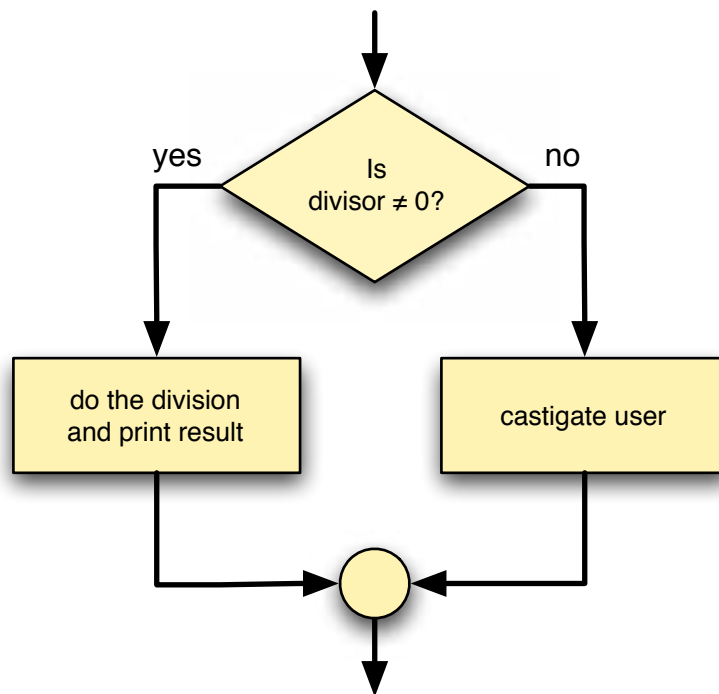 yes
Is
divisor ≠ 0?
no
do the division
and print result
castigate user